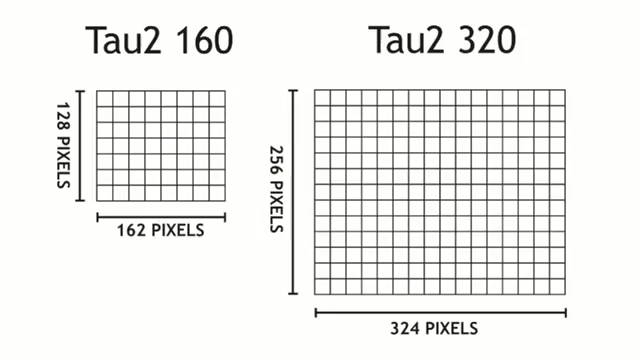 Tau2 160
128 PIXELS
162 PIXELS
Tau2 320
256 PIXELS
324 PIXELS